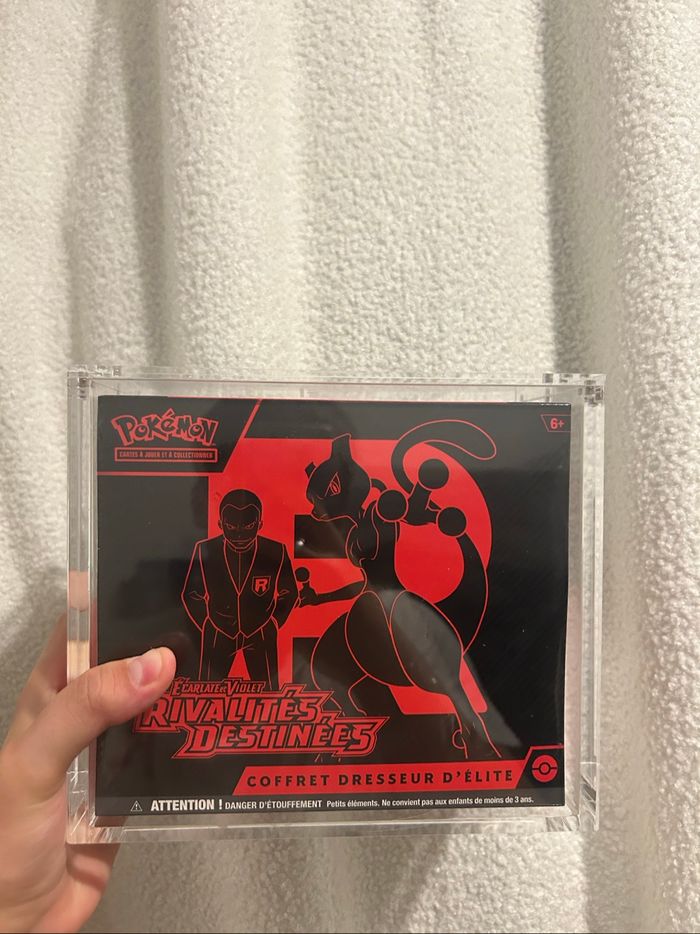 POKéMON
CARTES À JOUER ET À COLLECTIONNER
6+
R
ÉCARLATE ET VIOLET
RIVALITÉS
DESTINÉES
COFFRET DRESSEUR D'ÉLITE
ATTENTION ! DANGER D'ÉTOUFFEMENT Petits éléments. Ne convient pas aux enfants de moins de 3 ans.